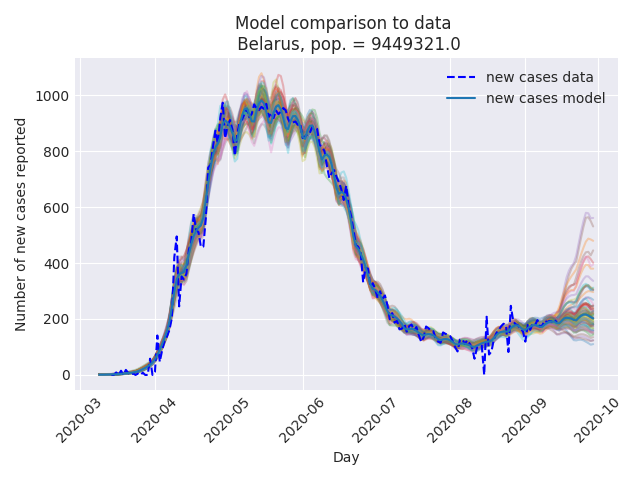 Model comparison to data
Belarus, pop. = 9449321.0
new cases data
new cases model
Number of new cases reported
1000
800
600
400
200
0
2020-03
2020-04
2020-05
2020-06
2020-07
2020-08
2020-09
2020-10
Day